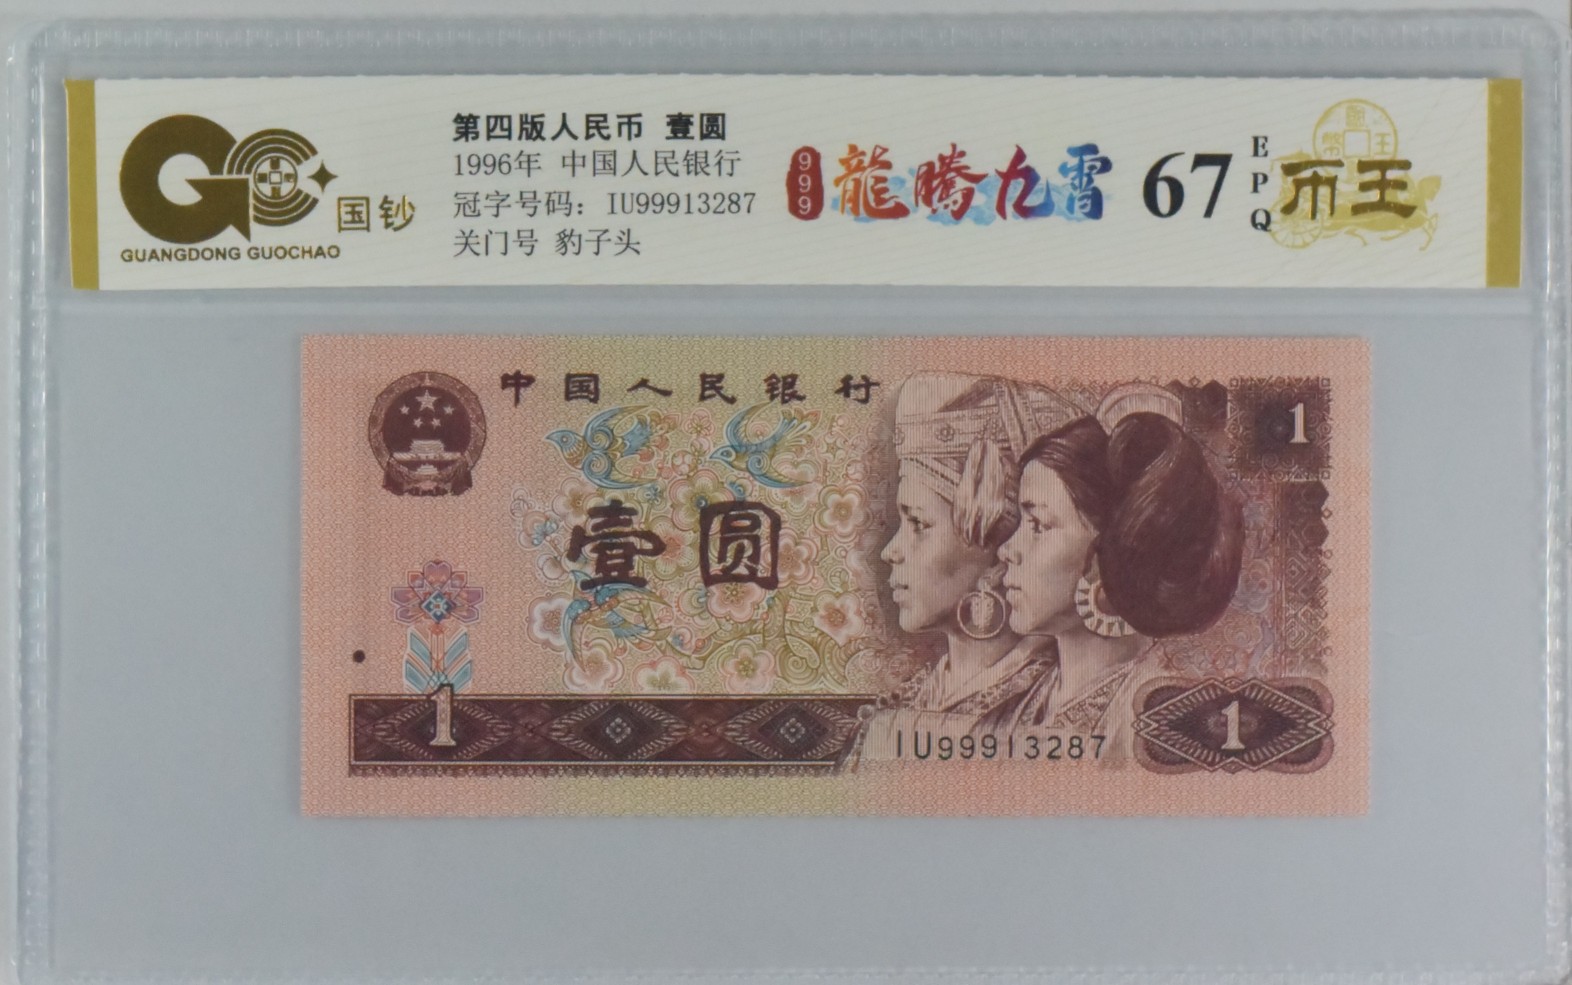 国钞
GUANGDONG GUOCHAO
第四版人民币 壹圆
1996年 中国人民银行
冠字号码：IU99913287
关门号 豹子头
999 龍騰九霄
67
EPQ
币王
中国人民银行
1
壹圆
1
1
IU99913287